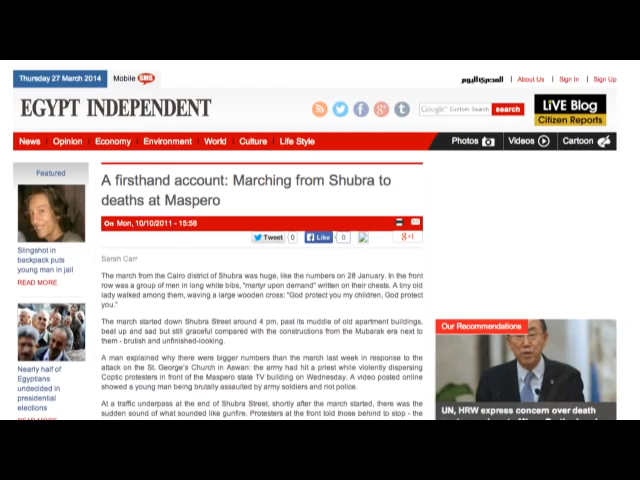 Thursday 27 March 2014
Mobile SMS
المصري اليوم
About Us
Sign In
Sign Up
EGYPT INDEPENDENT
Google Custom Search
search
LiVE Blog
Citizen Reports
News
Opinion
Economy
Environment
World
Culture
Life Style
Photos
Videos
Cartoon
Featured
Slingshot in
backpack puts
young man in jail
READ MORE
Nearly half of
Egyptians
undecided in
presidential
elections
READ MORE
A firsthand account: Marching from Shubra to
deaths at Maspero
On Mon, 10/10/2011 - 15:58
Tweet 0
Like 0
+1
Sarah Carr
The march from the Cairo district of Shubra was huge, like the numbers on 28 January. In the front
row was a group of men in long white bibs, "martyr upon demand" written on their chests. A tiny old
lady walked among them, waving a large wooden cross: "God protect you my children, God protect
you."
The march started down Shubra Street around 4 pm, past its muddle of old apartment buildings,
beat up and sad but still graceful compared with the constructions from the Mubarak era next to
them - brutish and unfinished-looking.
A man explained why there were bigger numbers than the march last week in response to the
attack on the St. George's Church in Aswan: the army had hit a priest while violently dispersing
Coptic protesters in front of the Maspero state TV building on Wednesday. A video posted online
showed a young man being brutally assaulted by army soldiers and riot police.
At a traffic underpass at the end of Shubra Street, shortly after the march started, there was the
sudden sound of what sounded like gunfire. Protesters at the front told those behind to stop - the
Our Recommendations
UN, HRW express concern over death